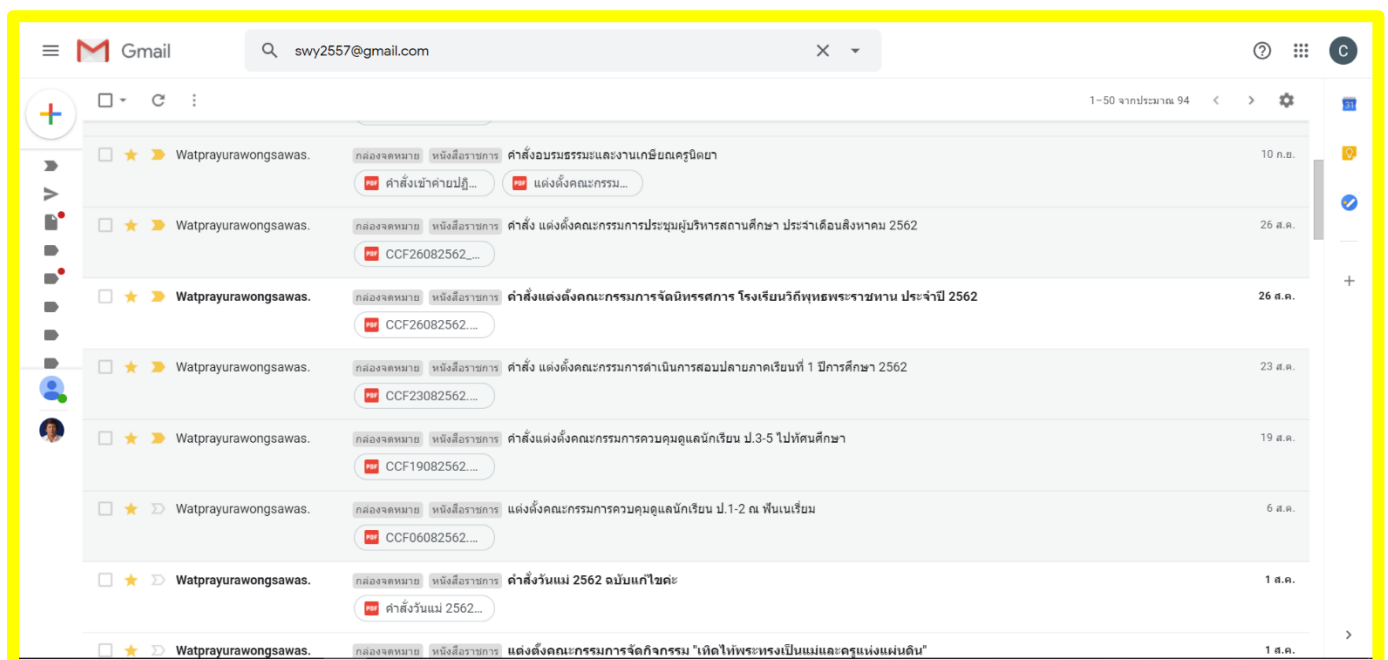 Gmail
swy2557@gmail.com
C
1–50 จากประมาณ 94
31
Watprayurawongsawas. กล่องจดหมาย หนังสือราชการ คำสั่งอบรมธรรมะและงานเกษียณครูนิตยา 10 ก.ย.
PDF คำสั่งเข้าค่ายปฏิ... PDF แต่งตั้งคณะกรรม...
Watprayurawongsawas. กล่องจดหมาย หนังสือราชการ คำสั่ง แต่งตั้งคณะกรรมการประชุมผู้บริหารสถานศึกษา ประจำเดือนสิงหาคม 2562 26 ส.ค.
PDF CCF26082562_...
Watprayurawongsawas. กล่องจดหมาย หนังสือราชการ คำสั่งแต่งตั้งคณะกรรมการจัดนิทรรศการ โรงเรียนวิถีพุทธพระราชทาน ประจำปี 2562 26 ส.ค.
PDF CCF26082562....
Watprayurawongsawas. กล่องจดหมาย หนังสือราชการ คำสั่ง แต่งตั้งคณะกรรมการดำเนินการสอบปลายภาคเรียนที่ 1 ปีการศึกษา 2562 23 ส.ค.
PDF CCF23082562....
Watprayurawongsawas. กล่องจดหมาย หนังสือราชการ คำสั่งแต่งตั้งคณะกรรมการควบคุมดูแลนักเรียน ป.3-5 ไปทัศนศึกษา 19 ส.ค.
PDF CCF19082562....
Watprayurawongsawas. กล่องจดหมาย หนังสือราชการ แต่งตั้งคณะกรรมการควบคุมดูแลนักเรียน ป.1-2 ณ ฟันเนเรี่ยม 6 ส.ค.
PDF CCF06082562....
Watprayurawongsawas. กล่องจดหมาย หนังสือราชการ คำสั่งวันแม่ 2562 ฉบับแก้ไขค่ะ 1 ส.ค.
PDF คำสั่งวันแม่ 2562...
Watprayurawongsawas. กล่องจดหมาย หนังสือราชการ แต่งตั้งคณะกรรมการจัดกิจกรรม "เทิดไท้พระทรงเป็นแม่และครูแห่งแผ่นดิน" 1 ส.ค.